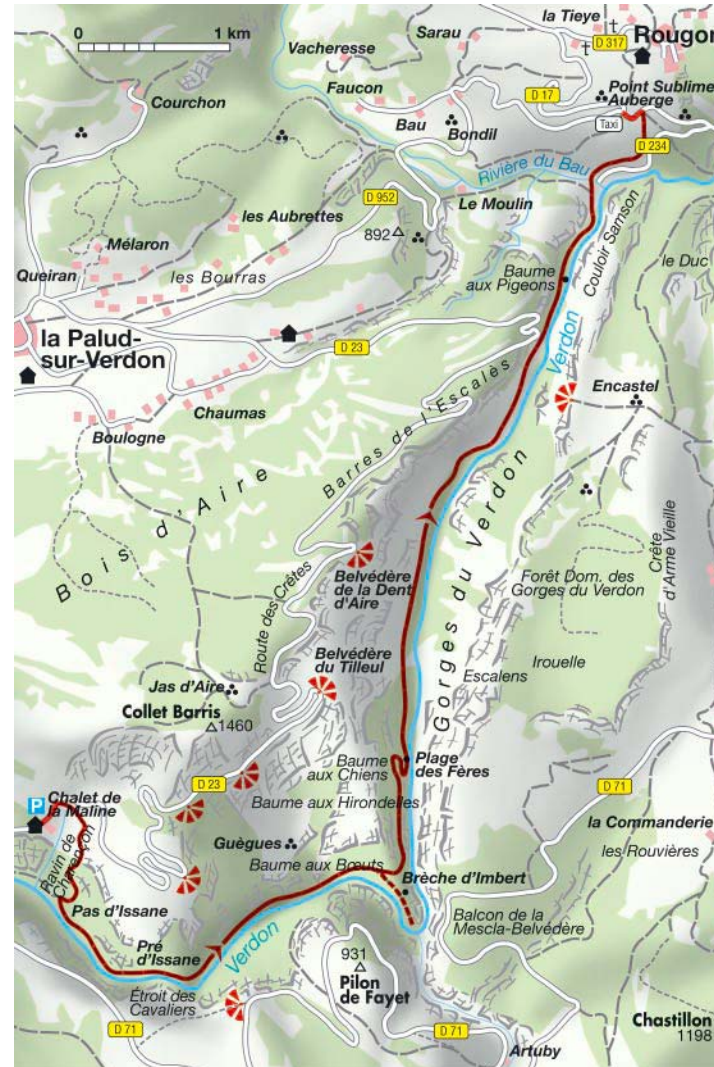 0
1 km
la Tieye
D 317
Sarau
Vacheresse
Rougon
Faucon
D 17
Point Sublime
Auberge
Courchon
Bau
Bondil
Taxi
D 234
Rivière du Bau
D 952
Le Moulin
les Aubrettes
892
Mélaron
Couloir Samson
Queiran
les Bourras
Baume
aux Pigeons
le Duc
la Palud-
sur-Verdon
D 23
Verdon
Encastel
Chaumas
Barres de l'Escalès
Boulogne
Bois d'Aire
Gorges du Verdon
Crête
d'Arme Vieille
Belvédère
de la Dent
d'Aire
Forêt Dom. des
Gorges du Verdon
Route des Crêtes
Belvédère
du Tilleul
Irouelle
Escalens
Jas d'Aire
Collet Barris
1460
Baume
aux Chiens
Plage
des Fères
D 23
D 71
P
Chalet de
la Maline
Baume aux Hirondelles
la Commanderie
Guègues
les Rouvières
Ravin de
Charençon
Baume aux Bœufs
Brèche d'Imbert
Pas d'Issane
Balcon de la
Mescla-Belvédère
Pré
d'Issane
Verdon
931
Pilon
de Fayet
Étroit des
Cavaliers
Chastillon
1198
D 71
D 71
Artuby